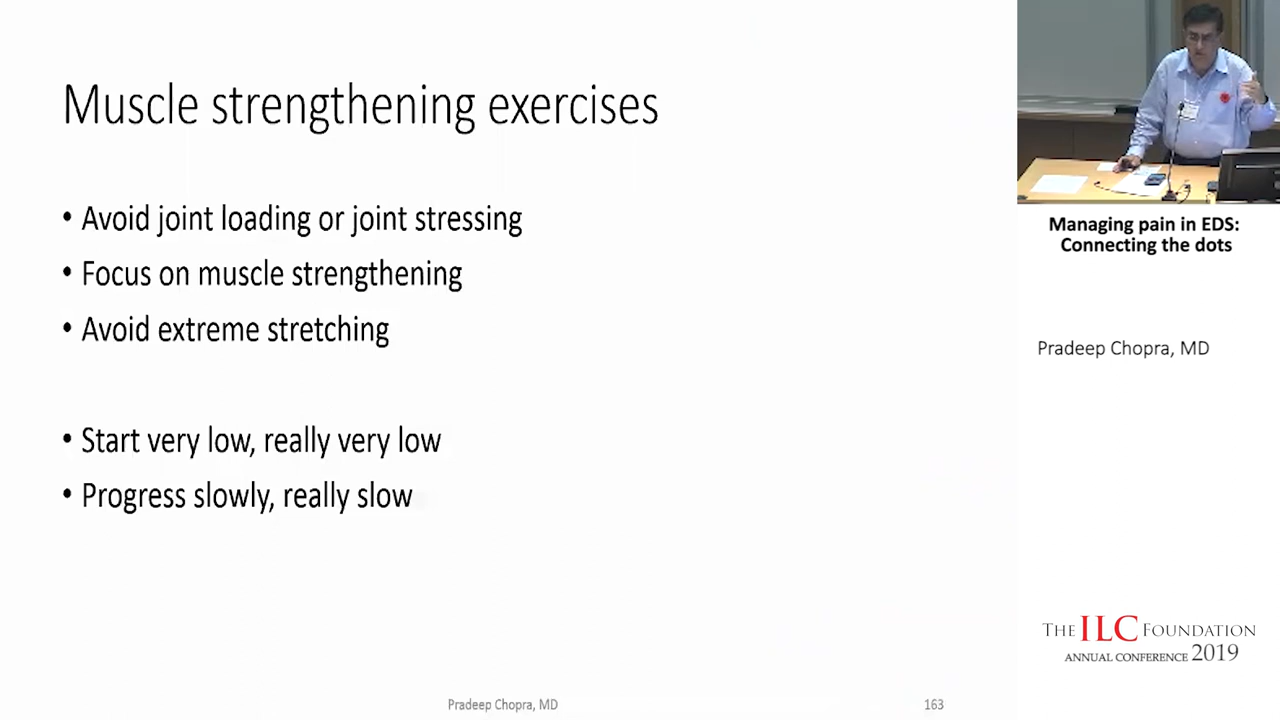 Muscle strengthening exercises
• Avoid joint loading or joint stressing
• Focus on muscle strengthening
• Avoid extreme stretching
• Start very low, really very low
• Progress slowly, really slow
Pradeep Chopra, MD
163
Managing pain in EDS:
Connecting the dots
Pradeep Chopra, MD
THE ILC FOUNDATION
ANNUAL CONFERENCE 2019